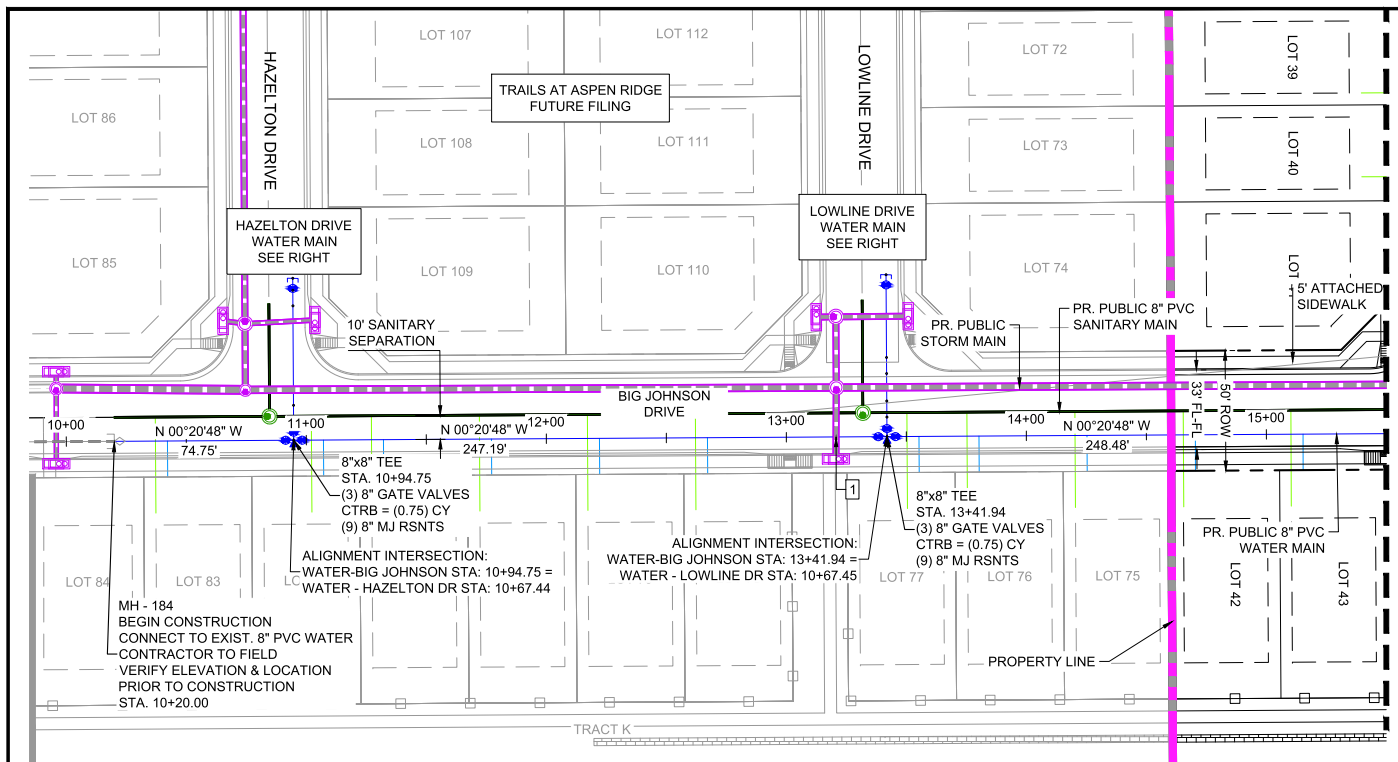 LOT 107
LOT 112
LOT 72
LOT 39
HAZELTON DRIVE
LOWLINE DRIVE
TRAILS AT ASPEN RIDGE
FUTURE FILING
LOT 86
LOT 108
LOT 111
LOT 73
LOT 40
HAZELTON DRIVE
WATER MAIN
SEE RIGHT
LOWLINE DRIVE
WATER MAIN
SEE RIGHT
LOT 85
LOT 109
LOT 110
LOT 74
LOT
5' ATTACHED
SIDEWALK
10' SANITARY
SEPARATION
PR. PUBLIC
STORM MAIN
PR. PUBLIC 8" PVC
SANITARY MAIN
BIG JOHNSON
DRIVE
33' FL-FL
50' ROW
10+00
11+00
12+00
13+00
14+00
15+00
N 00°20'48" W
74.75'
N 00°20'48" W
247.19'
N 00°20'48" W
248.48'
8"x8" TEE
STA. 10+94.75
(3) 8" GATE VALVES
CTRB = (0.75) CY
(9) 8" MJ RSNTS
1
8"x8" TEE
STA. 13+41.94
(3) 8" GATE VALVES
CTRB = (0.75) CY
(9) 8" MJ RSNTS
PR. PUBLIC 8" PVC
WATER MAIN
ALIGNMENT INTERSECTION:
WATER-BIG JOHNSON STA: 10+94.75 =
WATER - HAZELTON DR STA: 10+67.44
ALIGNMENT INTERSECTION:
WATER-BIG JOHNSON STA: 13+41.94 =
WATER - LOWLINE DR STA: 10+67.45
LOT 84
LOT 83
LOT 77
LOT 76
LOT 75
LOT 42
LOT 43
MH - 184
BEGIN CONSTRUCTION
CONNECT TO EXIST. 8" PVC WATER
CONTRACTOR TO FIELD
VERIFY ELEVATION & LOCATION
PRIOR TO CONSTRUCTION
STA. 10+20.00
PROPERTY LINE
TRACT K